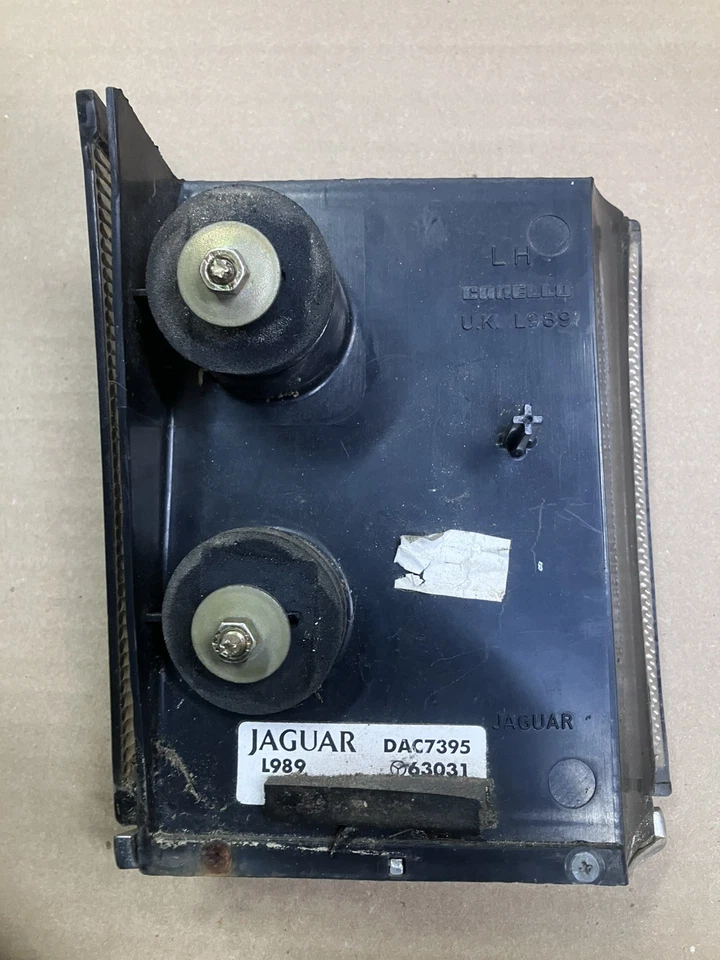 LH
CARELLO
U.K. L989
JAGUAR
JAGUAR DAC7395
L989 63031